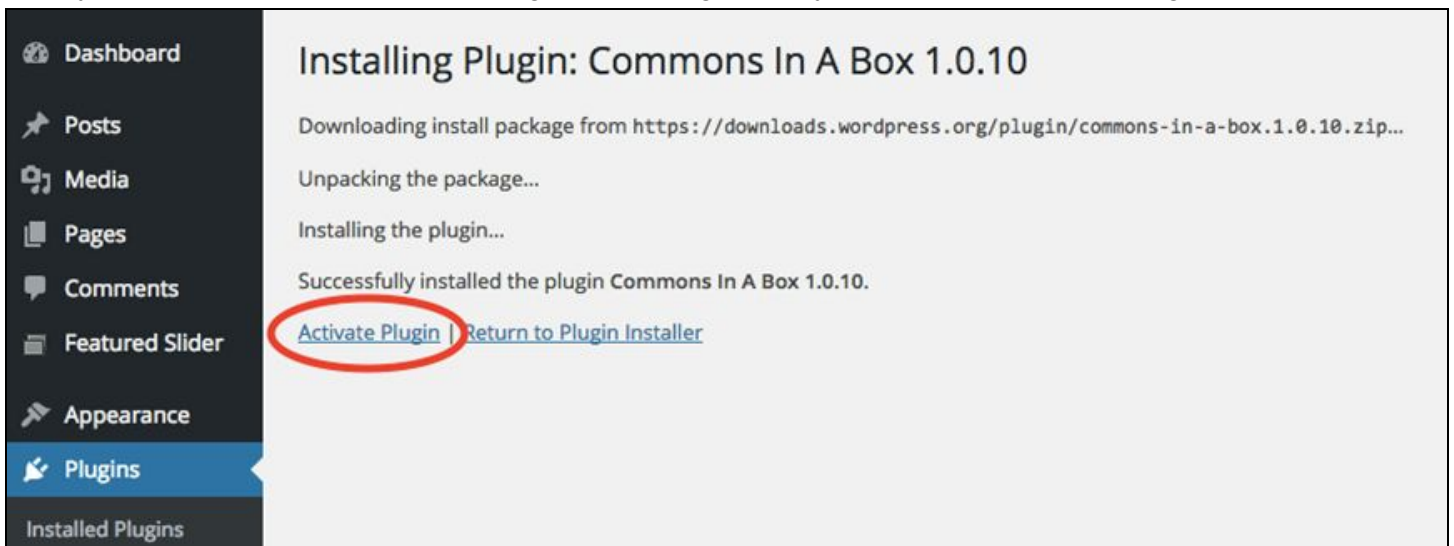 Dashboard
Posts
Media
Pages
Comments
Featured Slider
Appearance
Plugins
Installed Plugins
Installing Plugin: Commons In A Box 1.0.10
Downloading install package from https://downloads.wordpress.org/plugin/commons-in-a-box.1.0.10.zip…
Unpacking the package…
Installing the plugin…
Successfully installed the plugin Commons In A Box 1.0.10.
Activate Plugin | Return to Plugin Installer